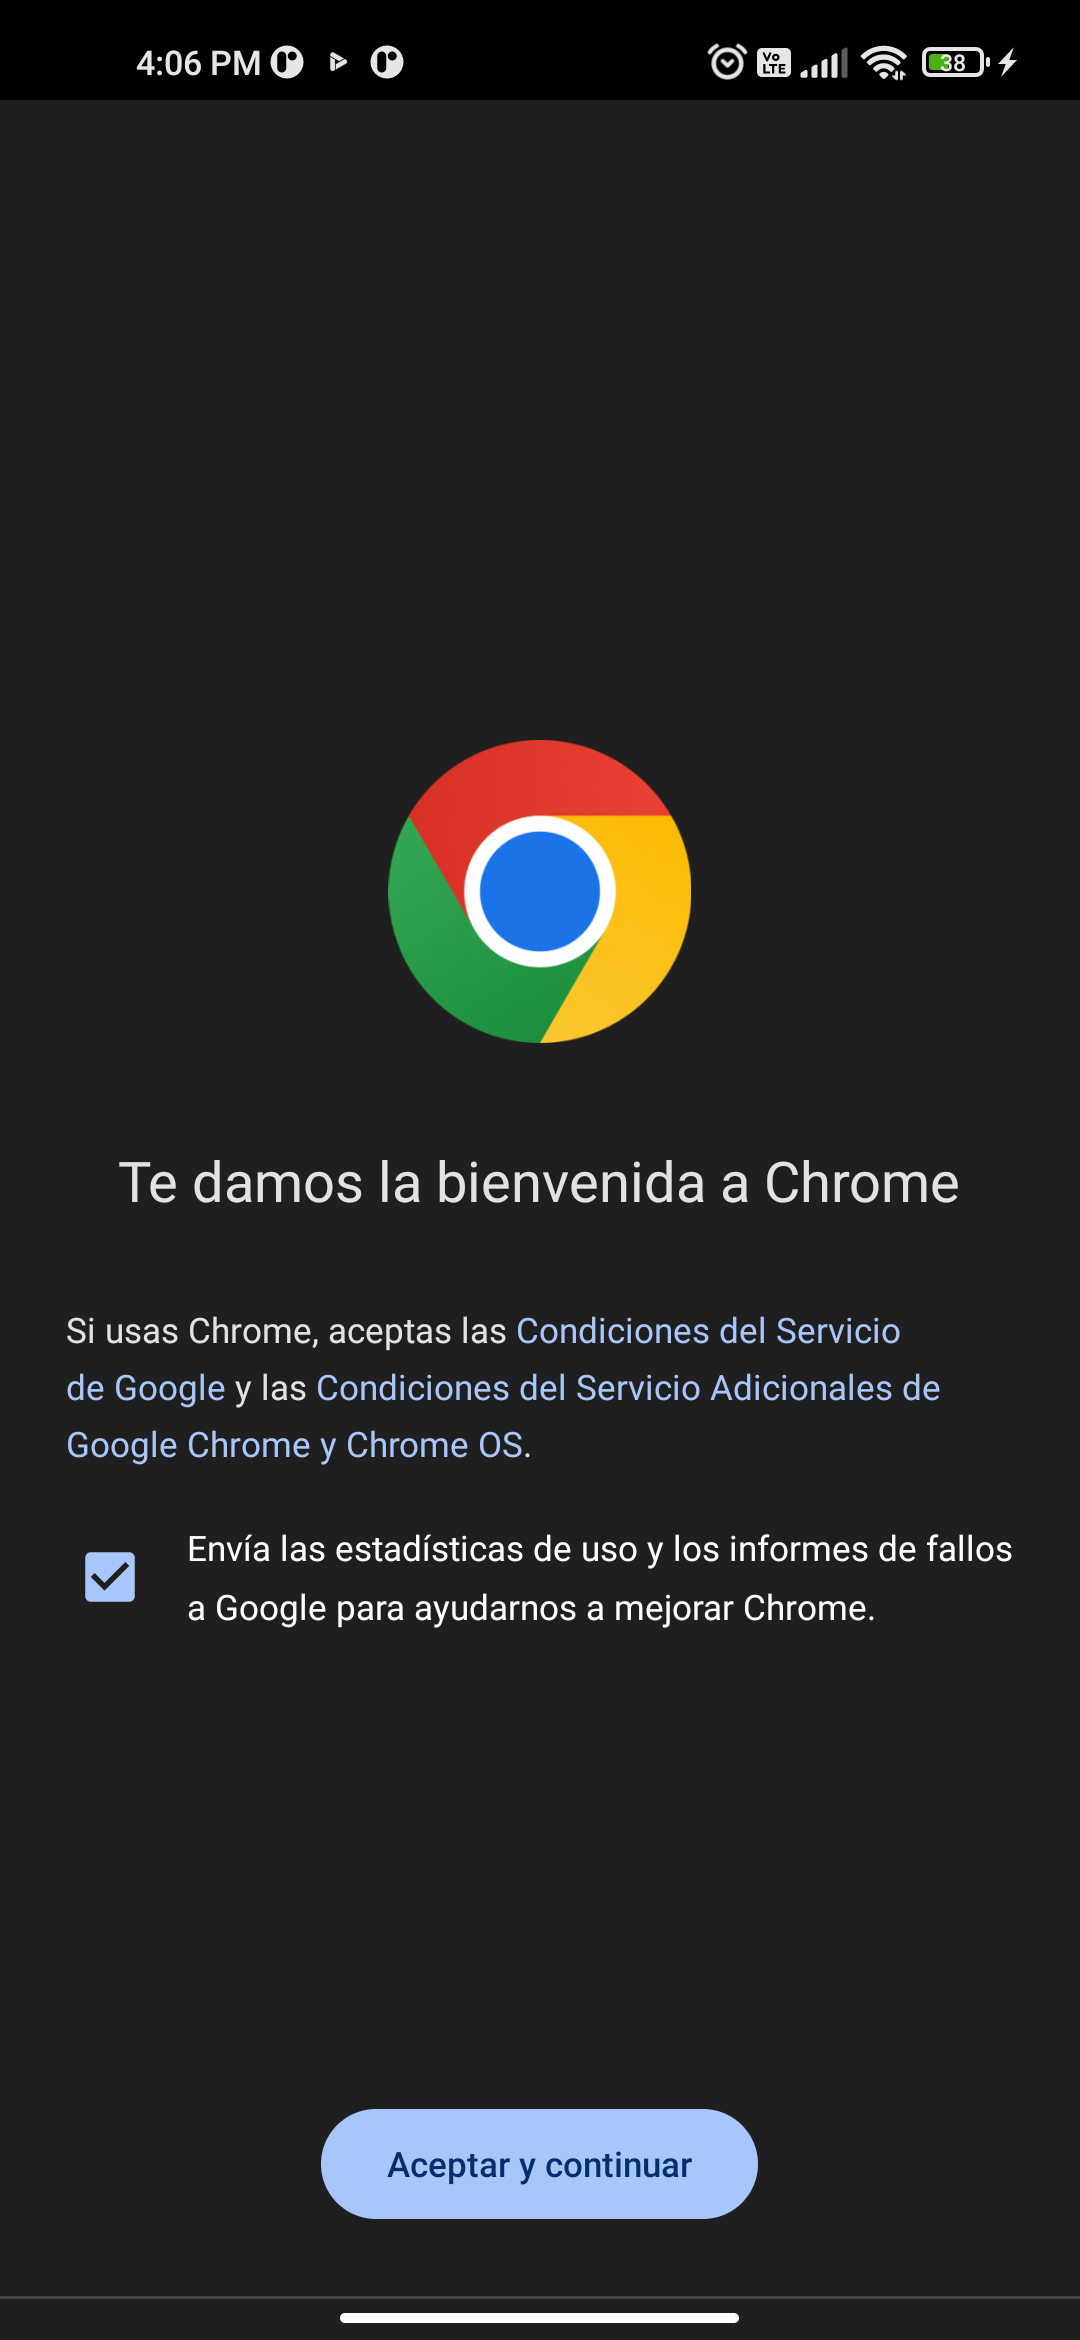 4:06 PM
Vo
LTE
38
Te damos la bienvenida a Chrome
Si usas Chrome, aceptas las Condiciones del Servicio
de Google y las Condiciones del Servicio Adicionales de
Google Chrome y Chrome OS.
Envía las estadísticas de uso y los informes de fallos
a Google para ayudarnos a mejorar Chrome.
Aceptar y continuar